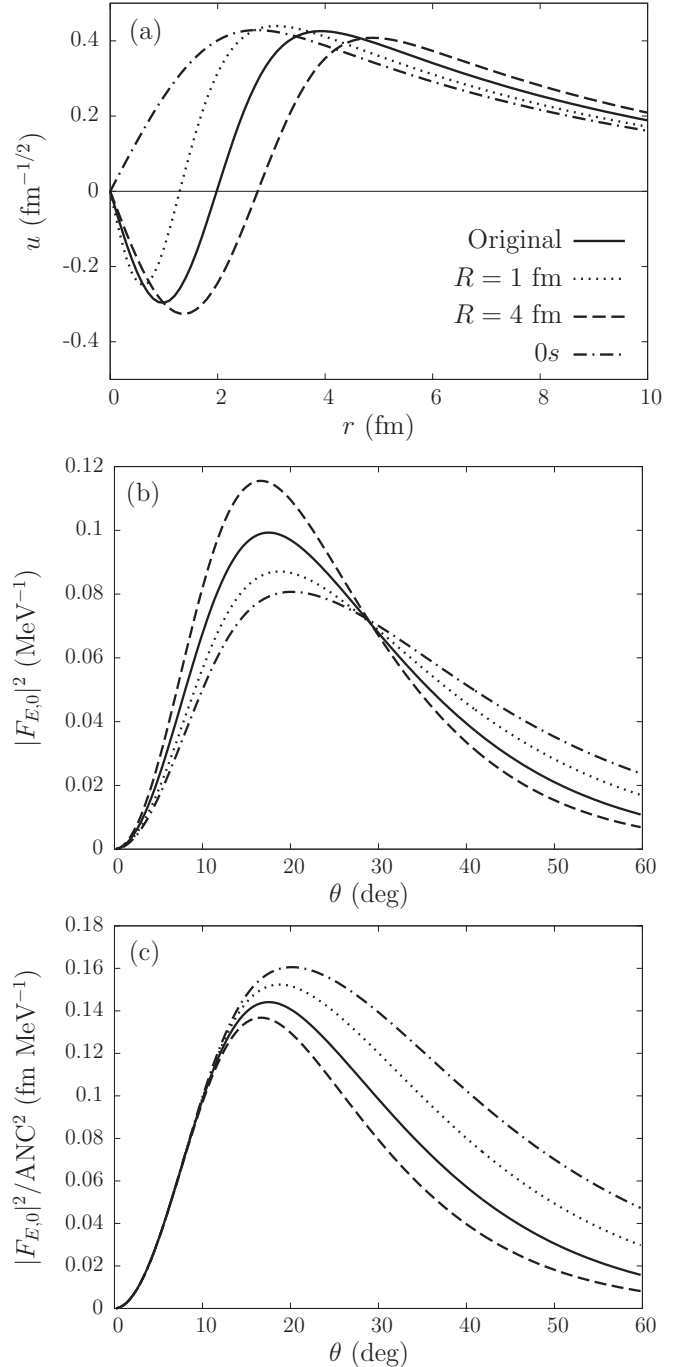 (a)
0.4
0.2
0
-0.2
-0.4
u (fm⁻¹/²)
Original
R = 1 fm
R = 4 fm
0s
0 2 4 6 8 10
r (fm)
(b)
0.12
0.1
0.08
0.06
0.04
0.02
0
|F_{E,0}|² (MeV⁻¹)
0 10 20 30 40 50 60
θ (deg)
(c)
0.18
0.16
0.14
0.12
0.1
0.08
0.06
0.04
0.02
0
|F_{E,0}|²/ANC² (fm MeV⁻¹)
0 10 20 30 40 50 60
θ (deg)